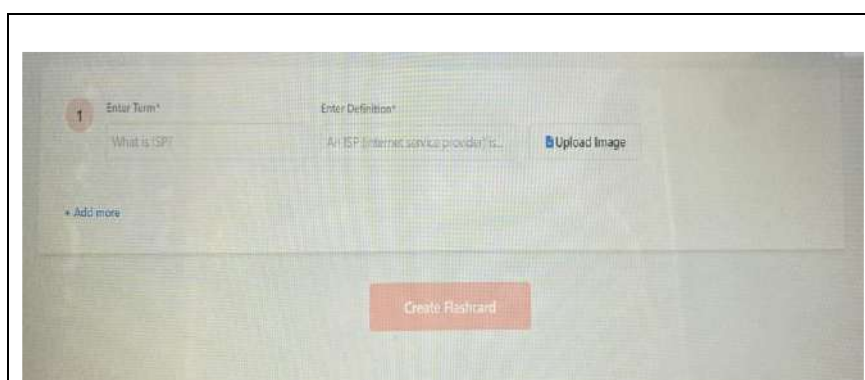 1
Enter Term*
Enter Definition*
What is ISP?
An ISP (internet service provider) is...
Upload Image
+ Add more
Create Flashcard